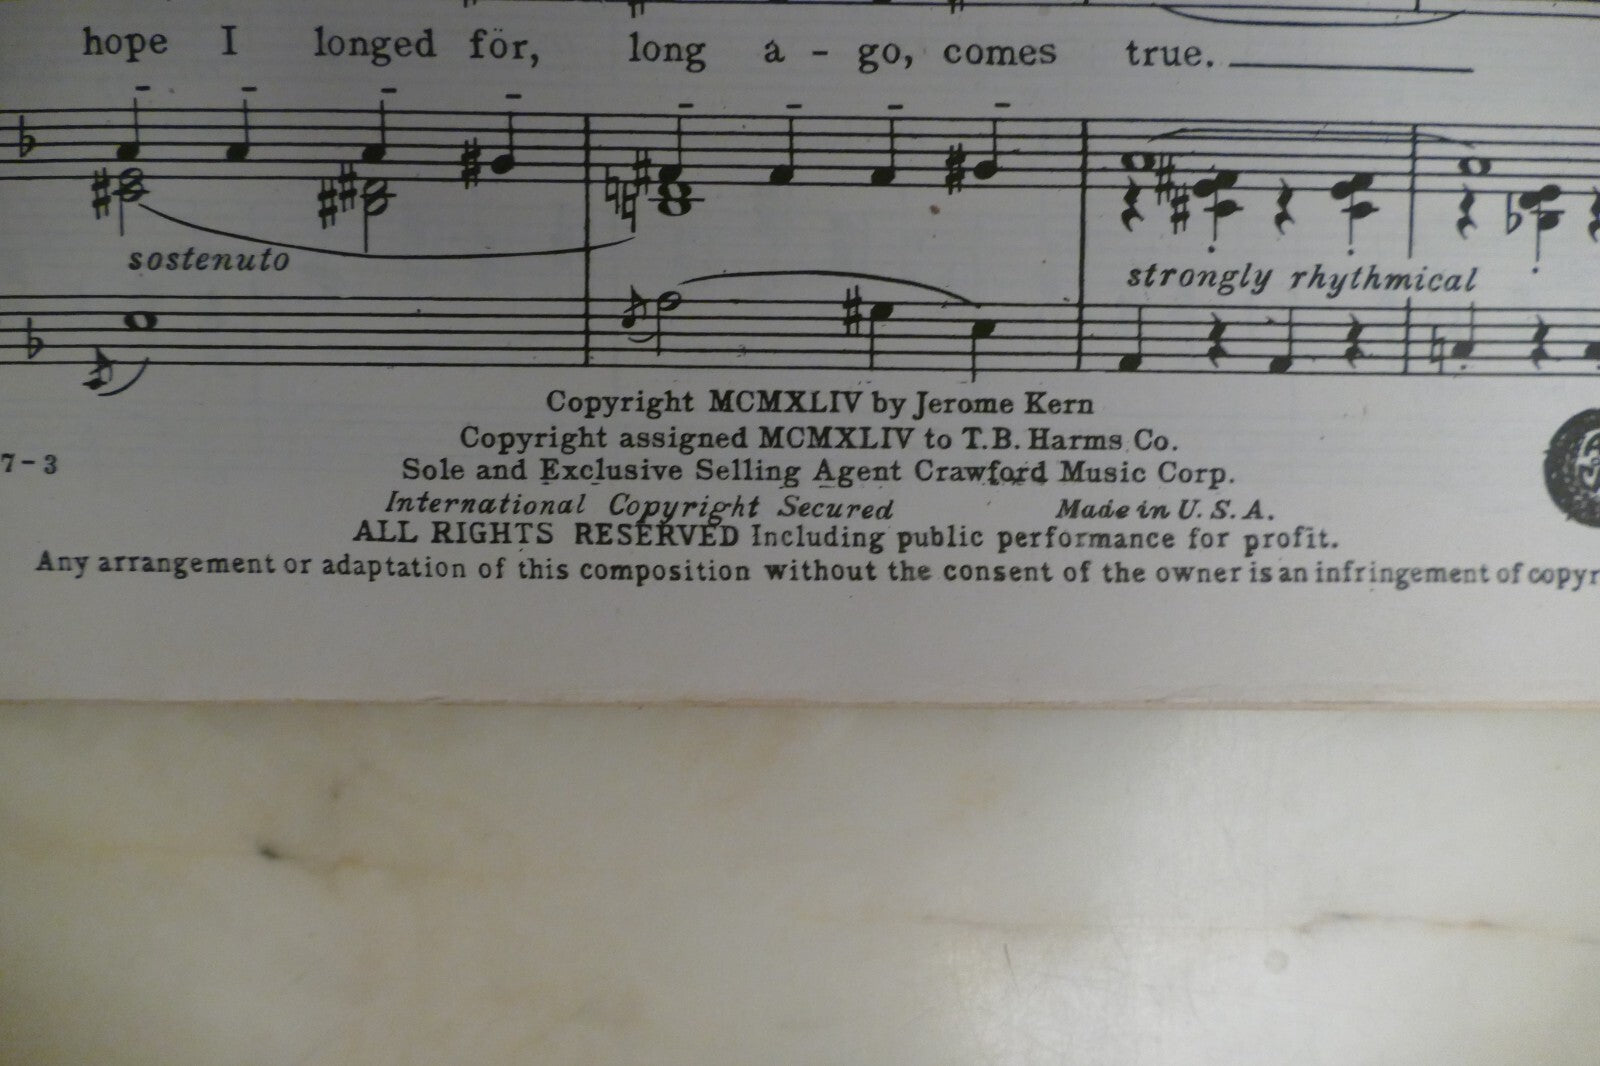 hope I longed for, long a - go, comes true.
sostenuto
strongly rhythmical
Copyright MCMXLIV by Jerome Kern
Copyright assigned MCMXLIV to T.B. Harms Co.
7-3
Sole and Exclusive Selling Agent Crawford Music Corp.
International Copyright Secured Made in U. S. A.
ALL RIGHTS RESERVED Including public performance for profit.
Any arrangement or adaptation of this composition without the consent of the owner is an infringement of copyr